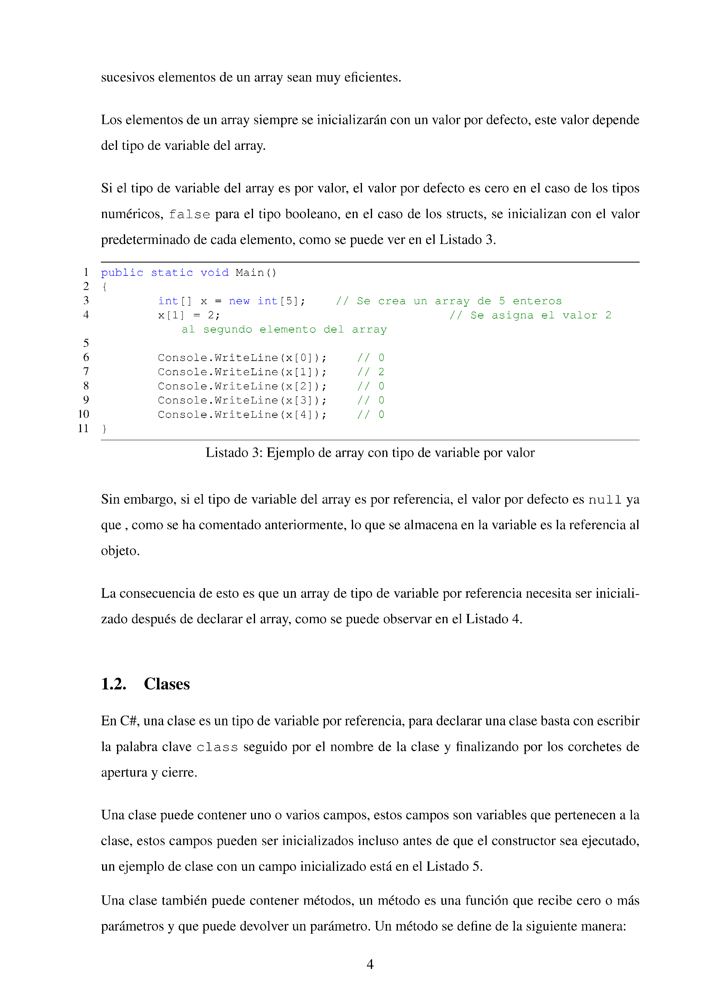 sucesivos elementos de un array sean muy eficientes.
Los elementos de un array siempre se inicializarán con un valor por defecto, este valor depende
del tipo de variable del array.
Si el tipo de variable del array es por valor, el valor por defecto es cero en el caso de los tipos
numéricos, false para el tipo booleano, en el caso de los structs, se inicializan con el valor
predeterminado de cada elemento, como se puede ver en el Listado 3.
1 public static void Main()
2 {
3 int[] x = new int[5]; // Se crea un array de 5 enteros
4 x[1] = 2; // Se asigna el valor 2
al segundo elemento del array
5
6 Console.WriteLine(x[0]); // 0
7 Console.WriteLine(x[1]); // 2
8 Console.WriteLine(x[2]); // 0
9 Console.WriteLine(x[3]); // 0
10 Console.WriteLine(x[4]); // 0
11 }
Listado 3: Ejemplo de array con tipo de variable por valor
Sin embargo, si el tipo de variable del array es por referencia, el valor por defecto es null ya
que , como se ha comentado anteriormente, lo que se almacena en la variable es la referencia al
objeto.
La consecuencia de esto es que un array de tipo de variable por referencia necesita ser iniciali-
zado después de declarar el array, como se puede observar en el Listado 4.
1.2. Clases
En C#, una clase es un tipo de variable por referencia, para declarar una clase basta con escribir
la palabra clave class seguido por el nombre de la clase y finalizando por los corchetes de
apertura y cierre.
Una clase puede contener uno o varios campos, estos campos son variables que pertenecen a la
clase, estos campos pueden ser inicializados incluso antes de que el constructor sea ejecutado,
un ejemplo de clase con un campo inicializado está en el Listado 5.
Una clase también puede contener métodos, un método es una función que recibe cero o más
parámetros y que puede devolver un parámetro. Un método se define de la siguiente manera:
4